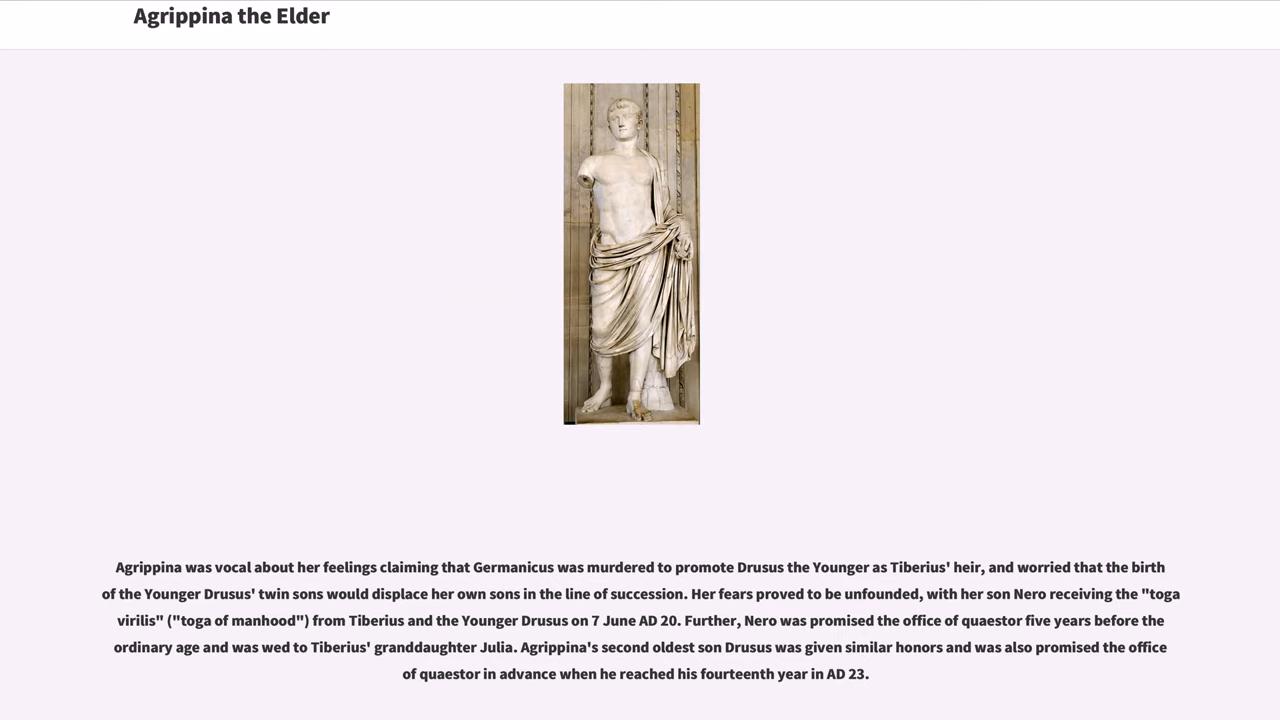 Agrippina the Elder
Agrippina was vocal about her feelings claiming that Germanicus was murdered to promote Drusus the Younger as Tiberius' heir, and worried that the birth
of the Younger Drusus' twin sons would displace her own sons in the line of succession. Her fears proved to be unfounded, with her son Nero receiving the "toga
virilis" ("toga of manhood") from Tiberius and the Younger Drusus on 7 June AD 20. Further, Nero was promised the office of quaestor five years before the
ordinary age and was wed to Tiberius' granddaughter Julia. Agrippina's second oldest son Drusus was given similar honors and was also promised the office
of quaestor in advance when he reached his fourteenth year in AD 23.